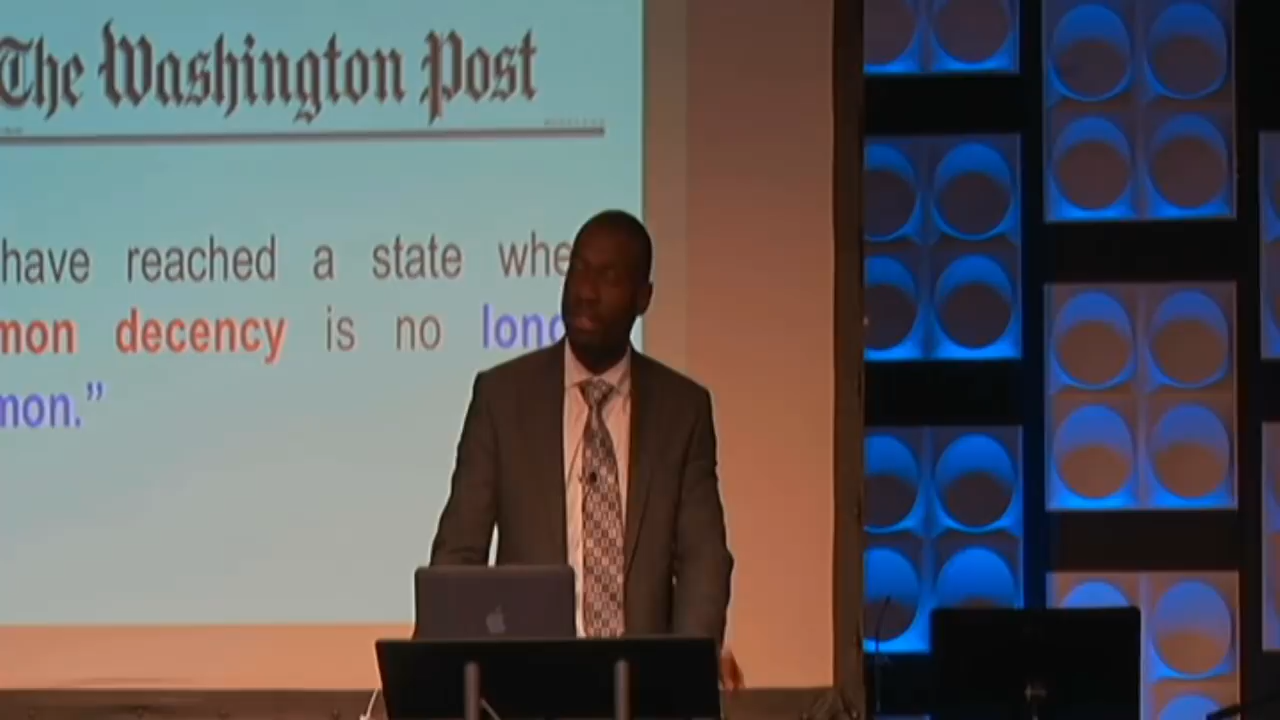 The Washington Post
have reached a state whe
mon decency is no long
mon.”